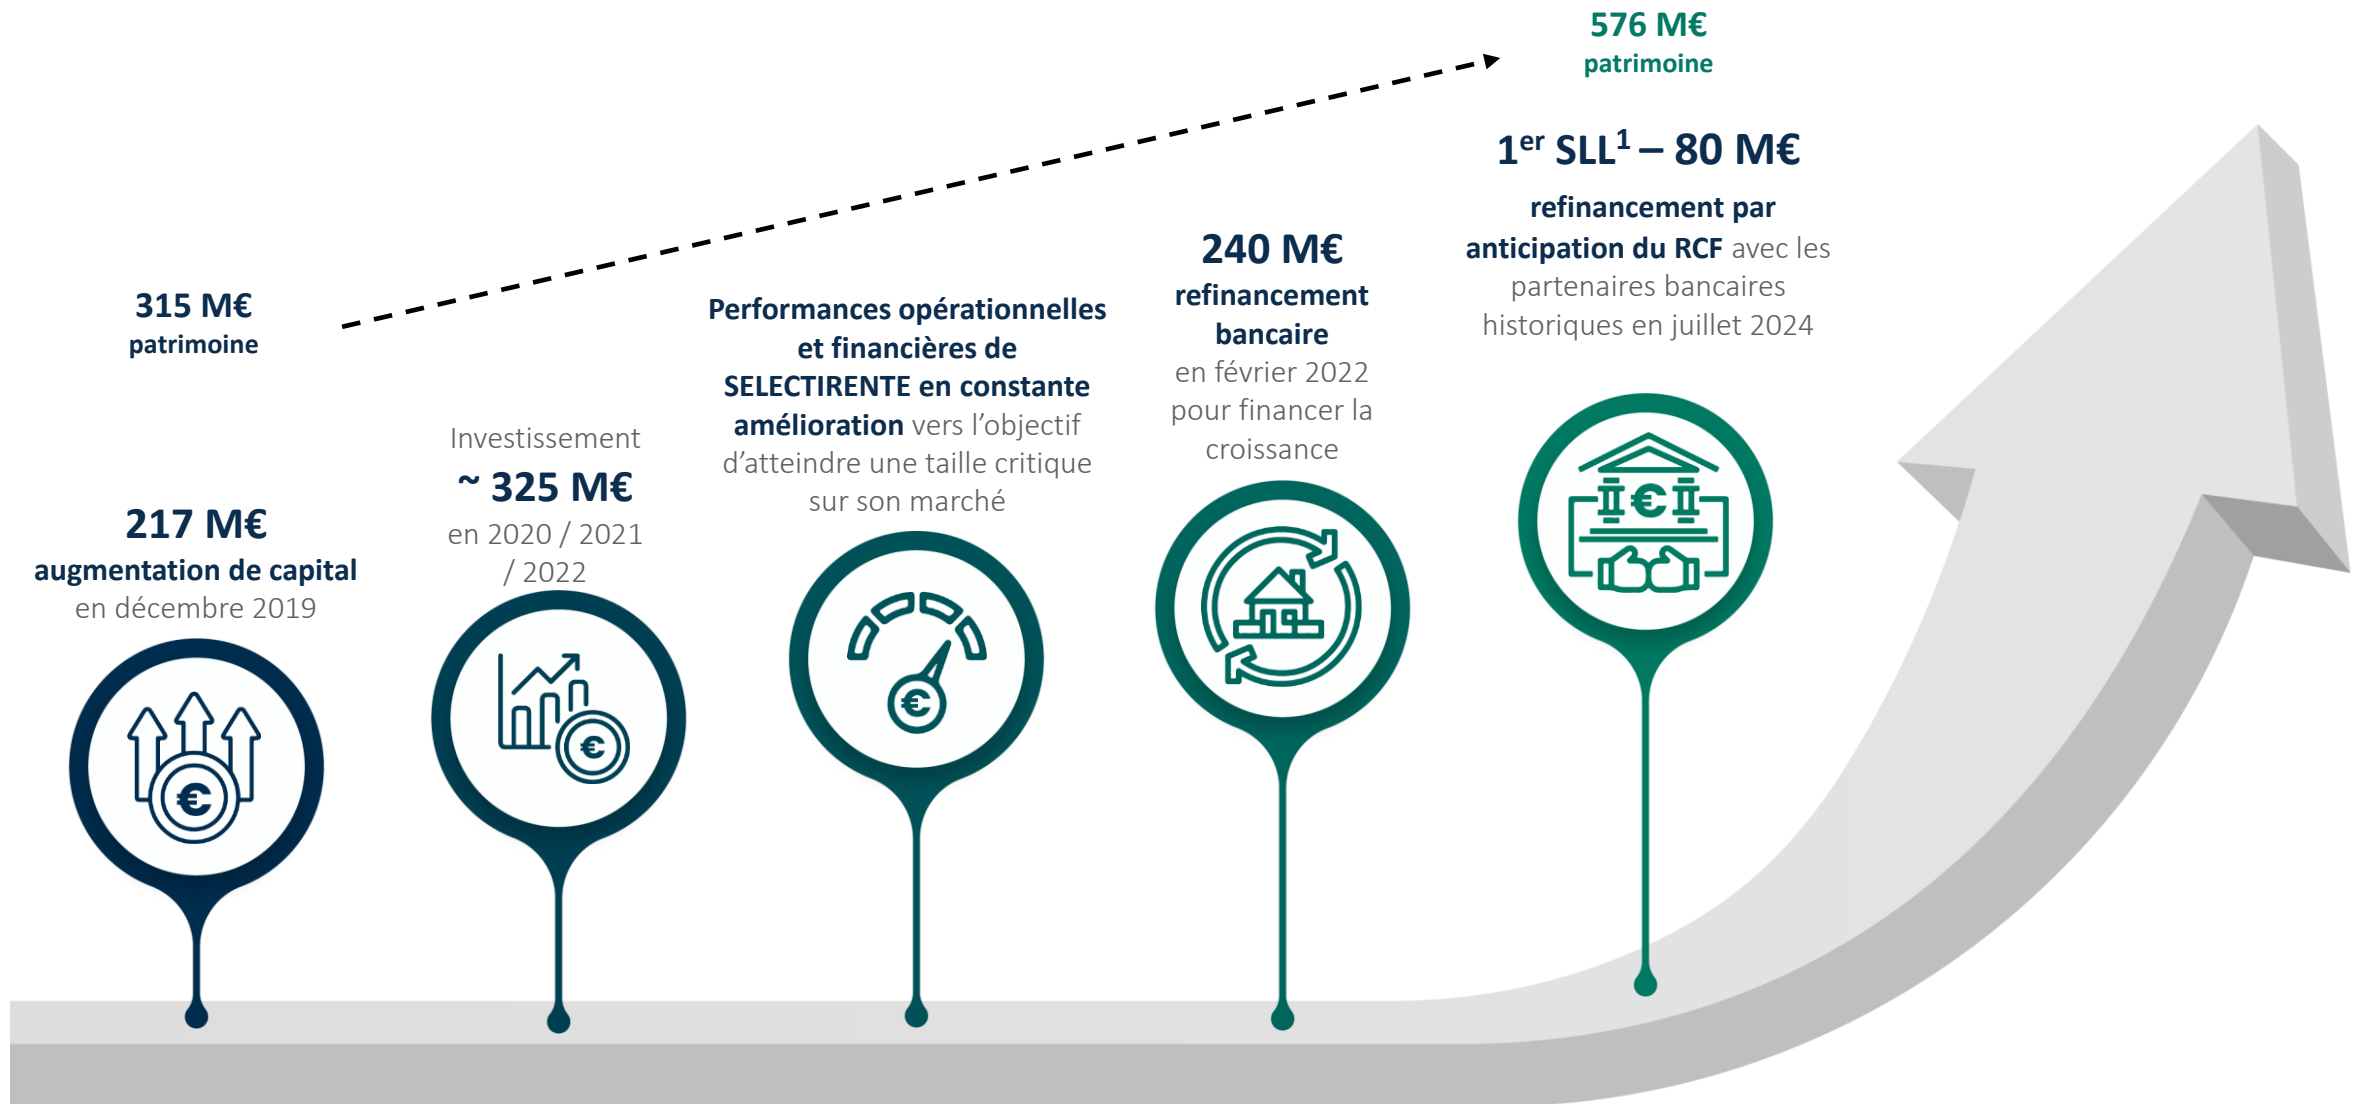 576 M€
patrimoine
315 M€
patrimoine
217 M€
augmentation de capital
en décembre 2019
€
Investissement
~ 325 M€
en 2020 / 2021
/ 2022
€
Performances opérationnelles
et financières de
SELECTIRENTE en constante
amélioration vers l’objectif
d’atteindre une taille critique
sur son marché
€
240 M€
refinancement
bancaire
en février 2022
pour financer la
croissance
1er SLL1 – 80 M€
refinancement par
anticipation du RCF avec les
partenaires bancaires
historiques en juillet 2024
€